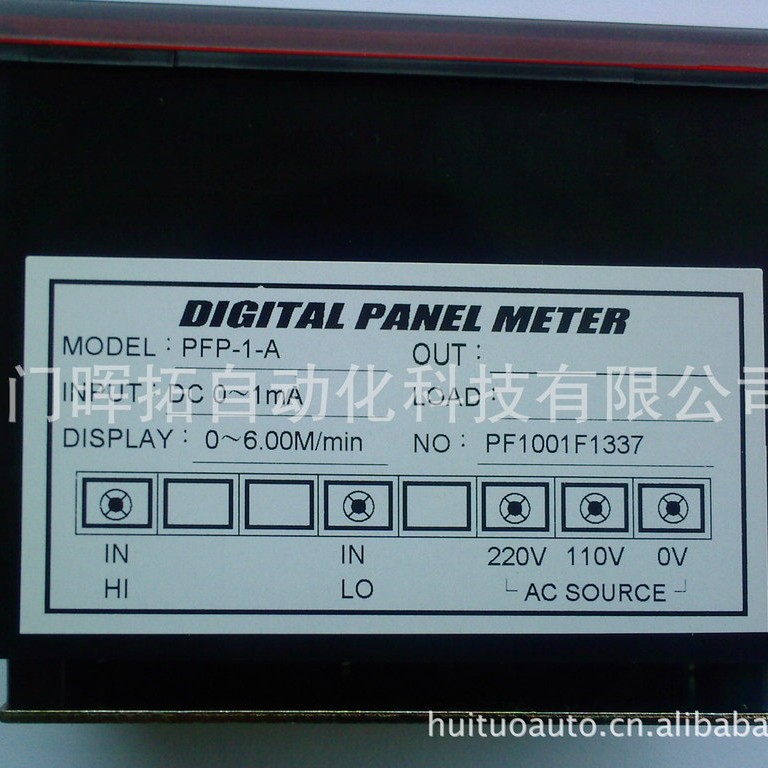 DIGITAL PANEL METER
MODEL : PFP-1-A OUT :
INPUT : DC 0~1mA LOAD :
门晖拓自动化科技有限公司
DISPLAY : 0~6.00M/min NO : PF1001F1337
IN IN 220V 110V 0V
HI LO AC SOURCE
huituoauto.cn.alibaba